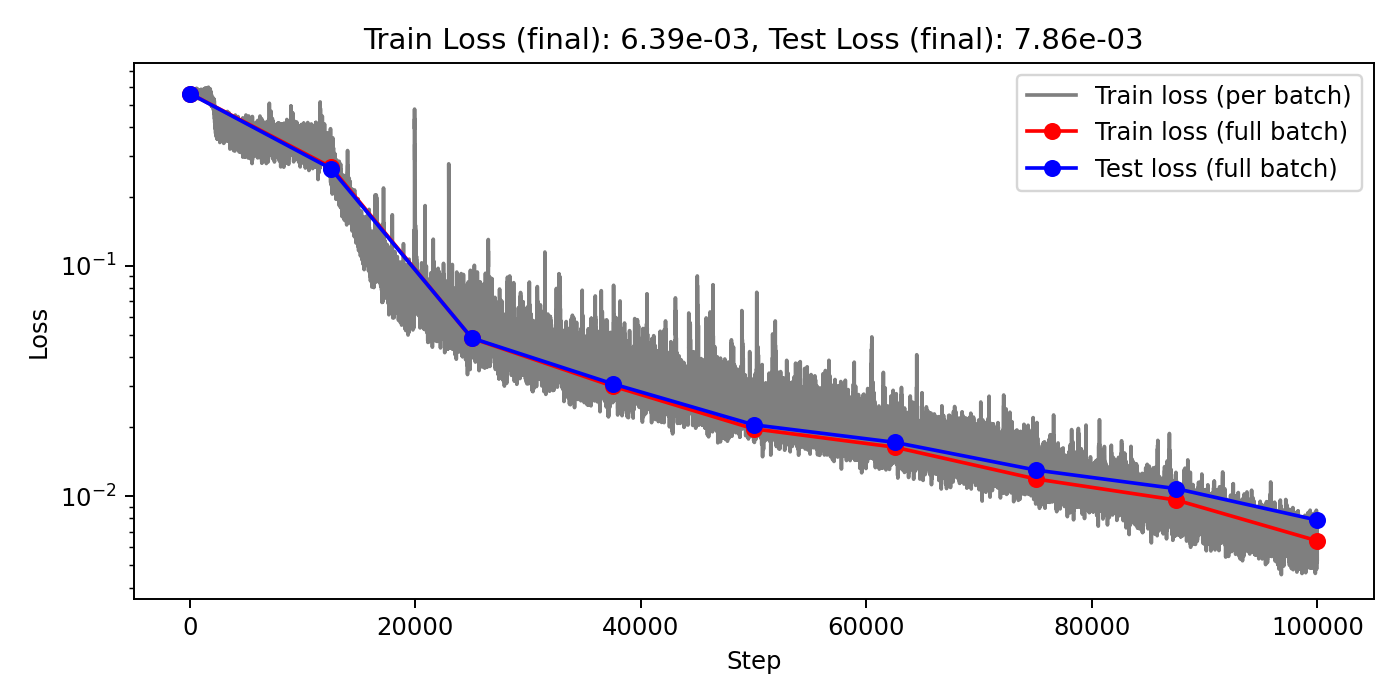 Train Loss (final): 6.39e-03, Test Loss (final): 7.86e-03
Train loss (per batch)
Train loss (full batch)
Test loss (full batch)
Loss
10⁻¹
10⁻²
0 20000 40000 60000 80000 100000
Step